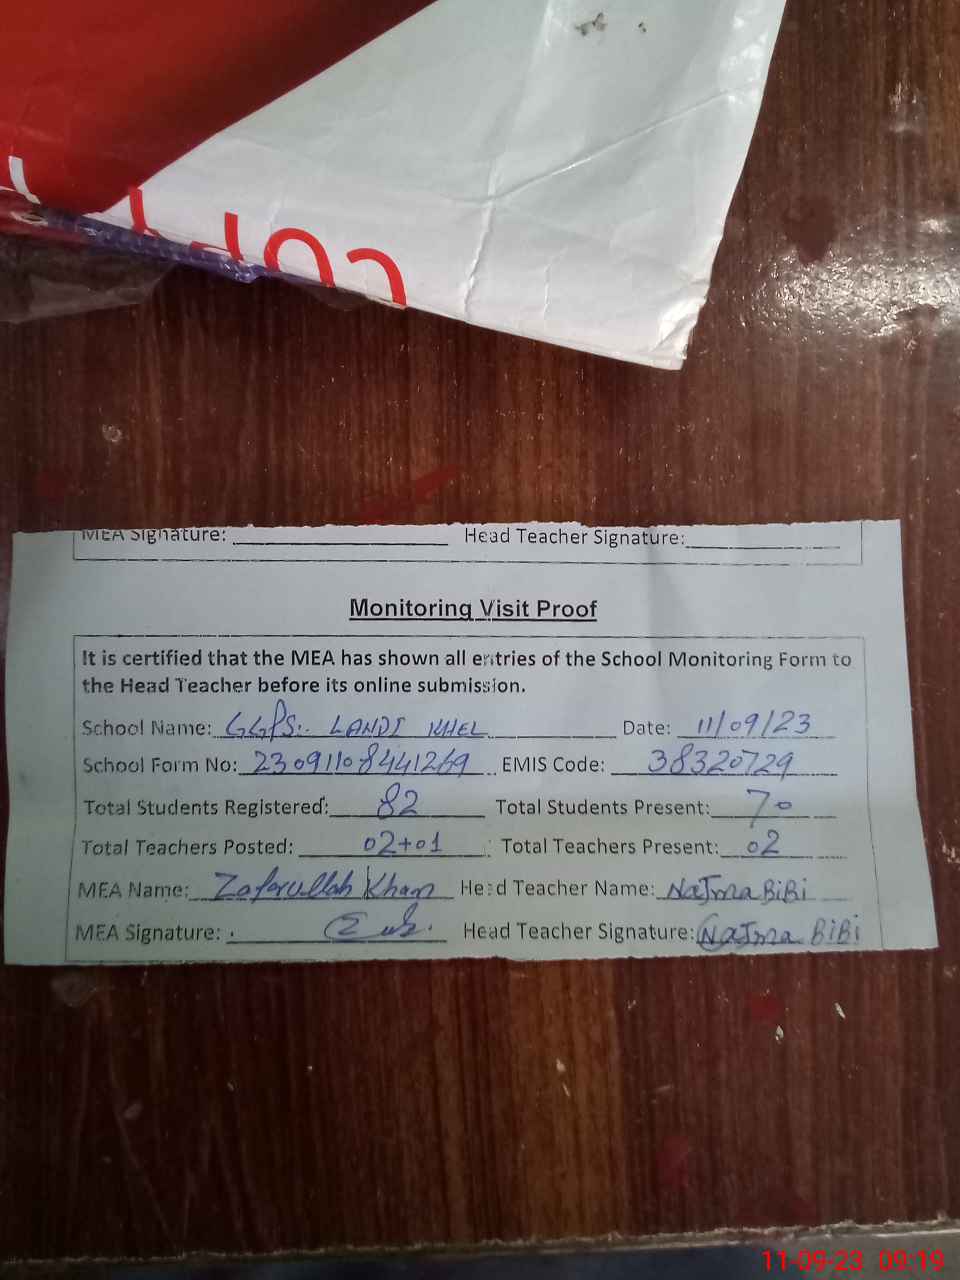 MEA Signature: Head Teacher Signature:
Monitoring Visit Proof
It is certified that the MEA has shown all entries of the School Monitoring Form to
the Head Teacher before its online submission.
School Name: GGPS: LANDI KHEL Date: 11/09/23
School Form No: 23091108441269 EMIS Code: 38320729
Total Students Registered: 82 Total Students Present: 70
Total Teachers Posted: 02+01 Total Teachers Present: 02
MEA Name: Zafarullah Khan Head Teacher Name: NaJma BiBi
MEA Signature: Head Teacher Signature: NaJma BiBi
11-09-23 09:19